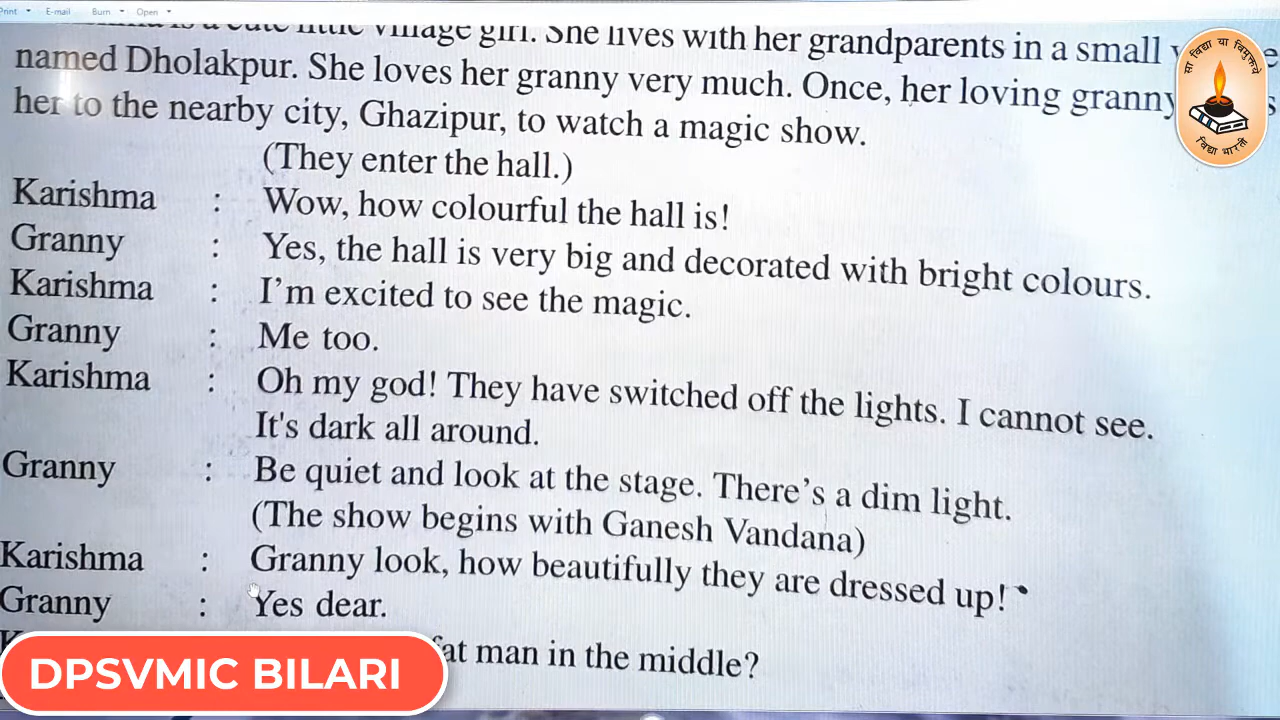 Print E-mail Burn Open
is a cute little village girl. She lives with her grandparents in a small
named Dholakpur. She loves her granny very much. Once, her loving granny
her to the nearby city, Ghazipur, to watch a magic show.
(They enter the hall.)
Karishma : Wow, how colourful the hall is!
Granny : Yes, the hall is very big and decorated with bright colours.
Karishma : I'm excited to see the magic.
Granny : Me too.
Karishma : Oh my god! They have switched off the lights. I cannot see.
It's dark all around.
Granny : Be quiet and look at the stage. There's a dim light.
(The show begins with Ganesh Vandana)
Karishma : Granny look, how beautifully they are dressed up!
Granny : Yes dear.
fat man in the middle?
DPSVMIC BILARI
सा विद्या या विमुक्तये
विद्या भारती